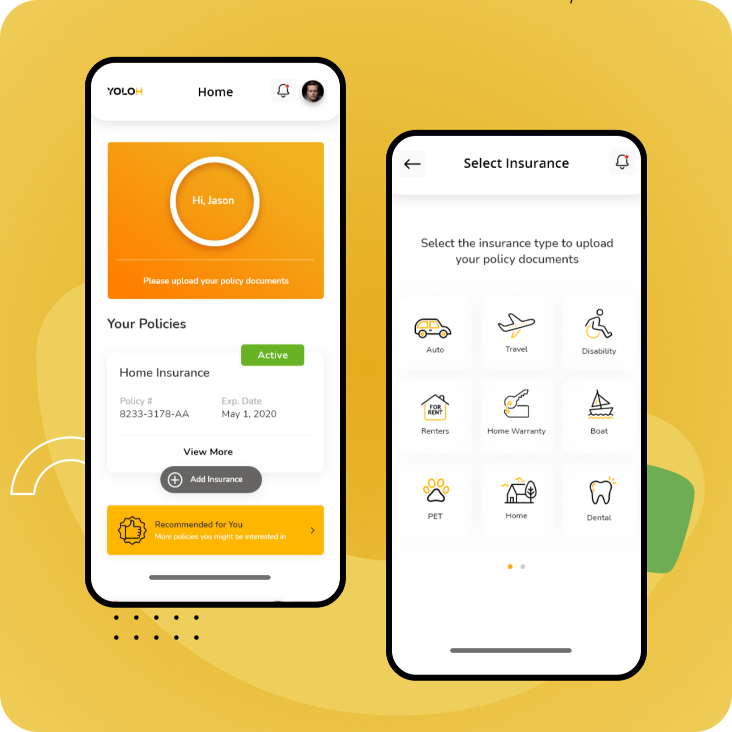 YOLOH
Home
Hi, Jason
Please upload your policy documents
Your Policies
Active
Home Insurance
Policy #
Exp. Date
8233-3178-AA
May 1, 2020
View More
Add Insurance
Recommended for You
More policies you might be interested in
Select Insurance
Select the insurance type to upload
your policy documents
Auto
Travel
Disability
FOR
RENT
Renters
Home Warranty
Boat
PET
Home
Dental